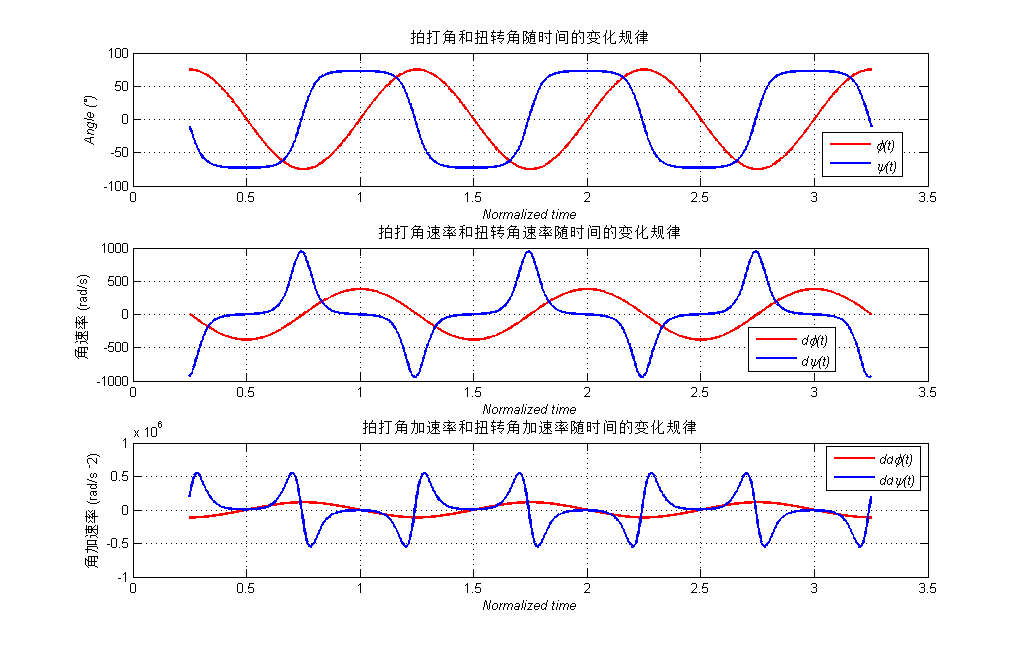 拍打角和扭转角随时间的变化规律
Angle (°)
100
50
0
-50
-100
0 0.5 1 1.5 2 2.5 3 3.5
Normalized time
ϕ(t)
ψ(t)
拍打角速率和扭转角速率随时间的变化规律
角速率 (rad/s)
1000
500
0
-500
-1000
0 0.5 1 1.5 2 2.5 3 3.5
Normalized time
dϕ(t)
dψ(t)
拍打角加速率和扭转角加速率随时间的变化规律
x 10^6
角加速率 (rad/s^-2)
1
0.5
0
-0.5
-1
0 0.5 1 1.5 2 2.5 3 3.5
Normalized time
daϕ(t)
daψ(t)